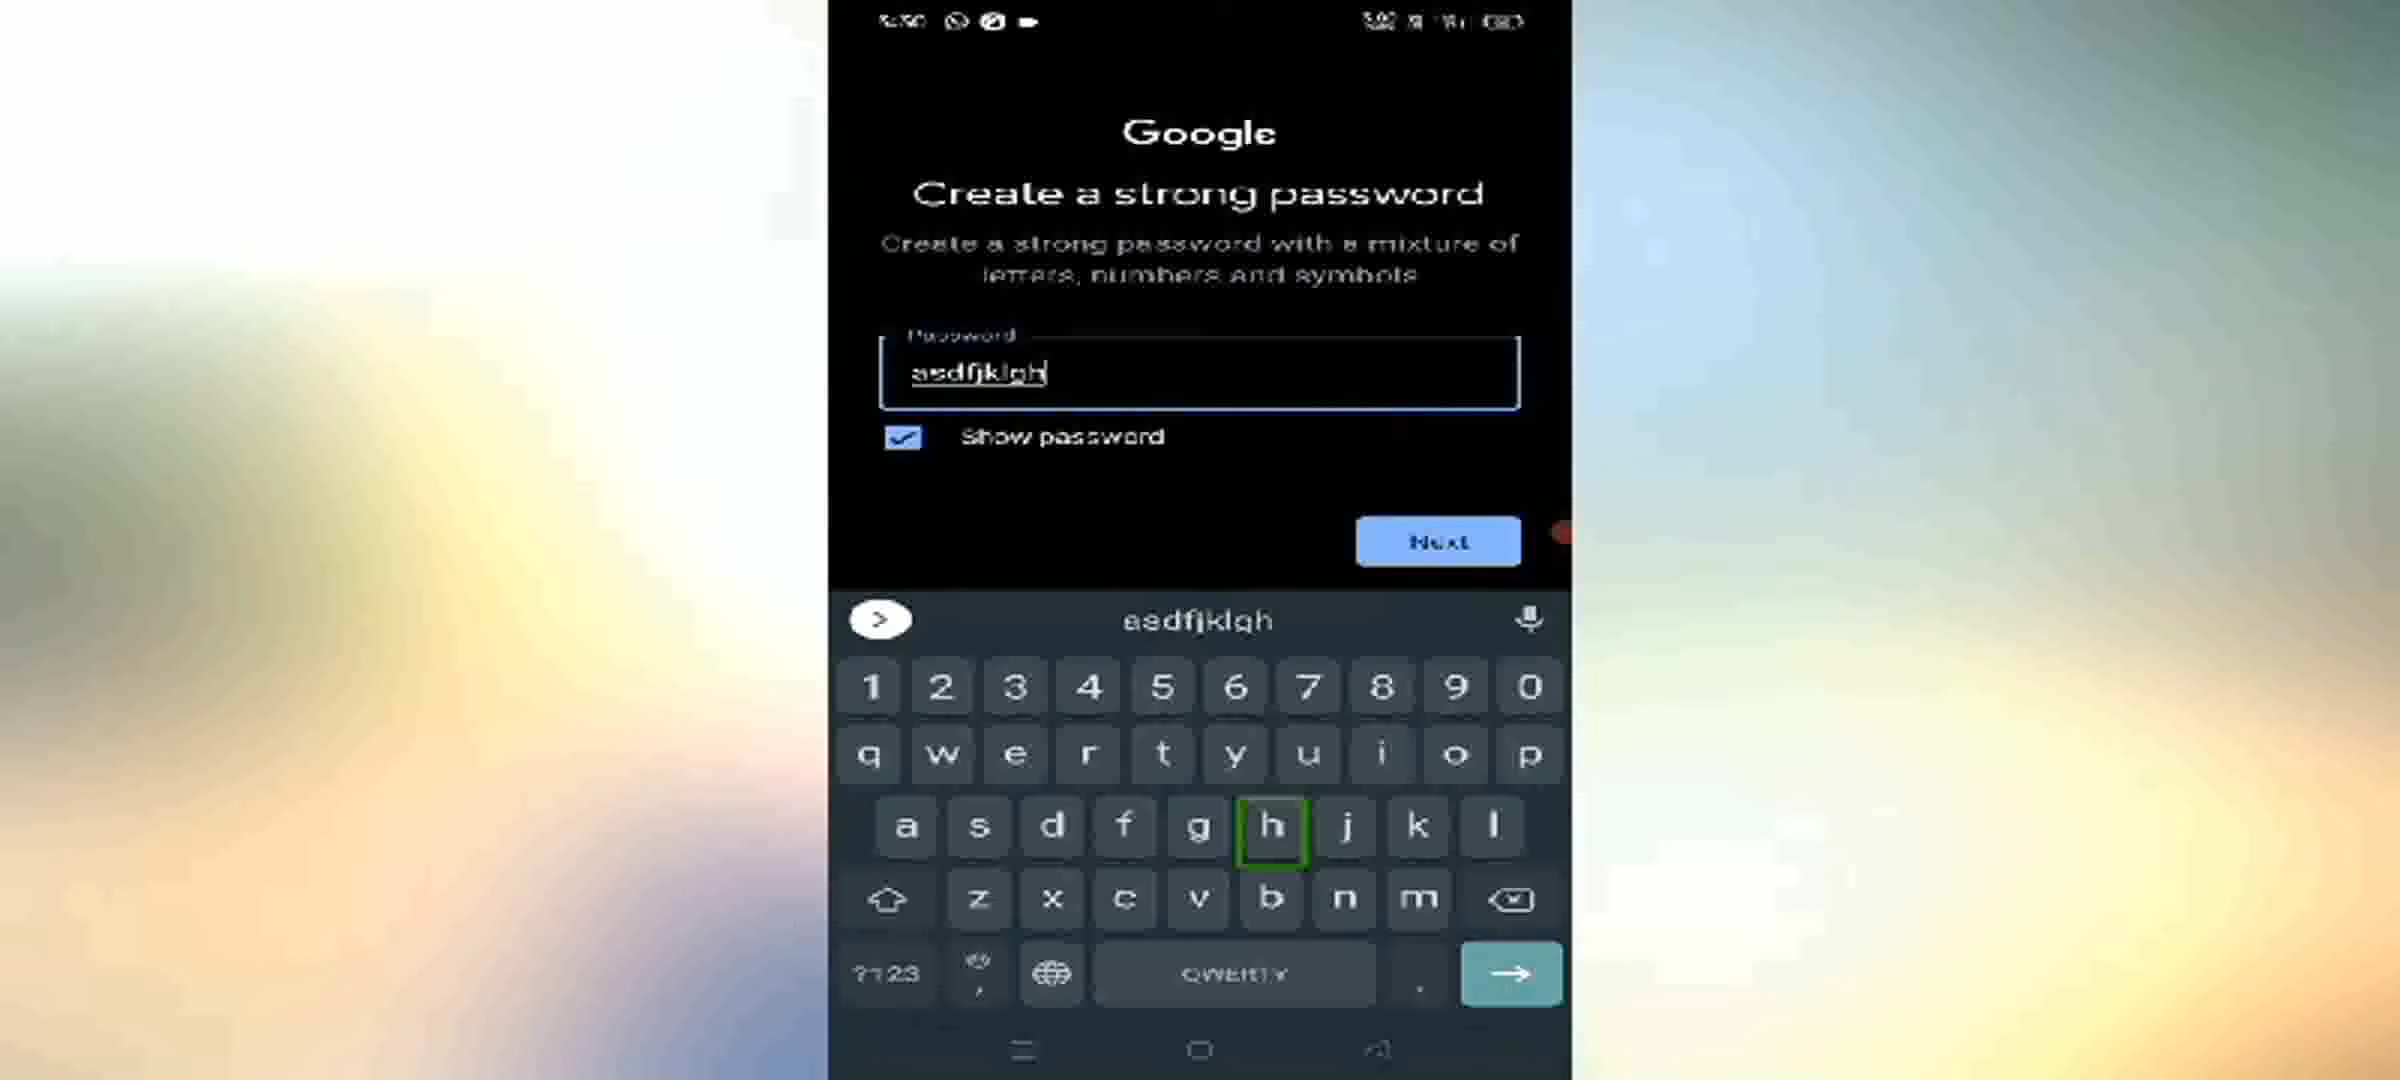 Google
Create a strong password
Create a strong password with a mixture of
letters, numbers and symbols
Password
asdfjklgh
Show password
Next
asdfjklgh
1 2 3 4 5 6 7 8 9 0
q w e r t y u i o p
a s d f g h j k l
z x c v b n m
?123 , QWERTY .